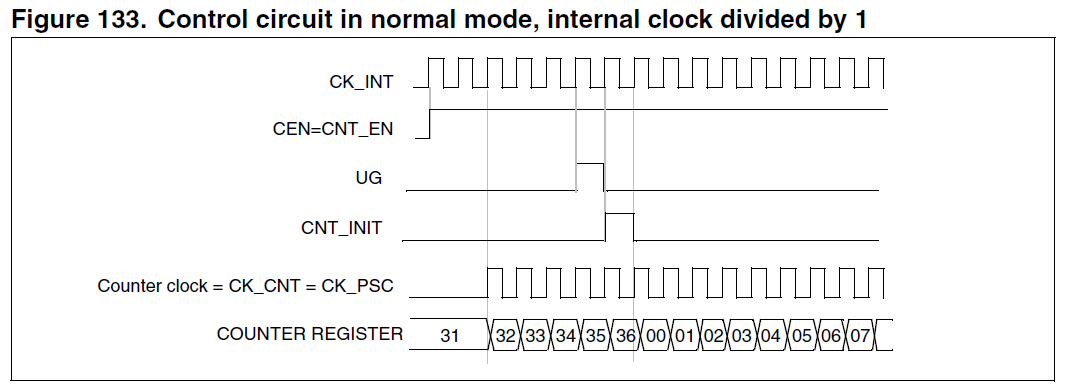 Figure 133. Control circuit in normal mode, internal clock divided by 1
CK_INT
CEN=CNT_EN
UG
CNT_INIT
Counter clock = CK_CNT = CK_PSC
COUNTER REGISTER 31 32 33 34 35 36 00 01 02 03 04 05 06 07